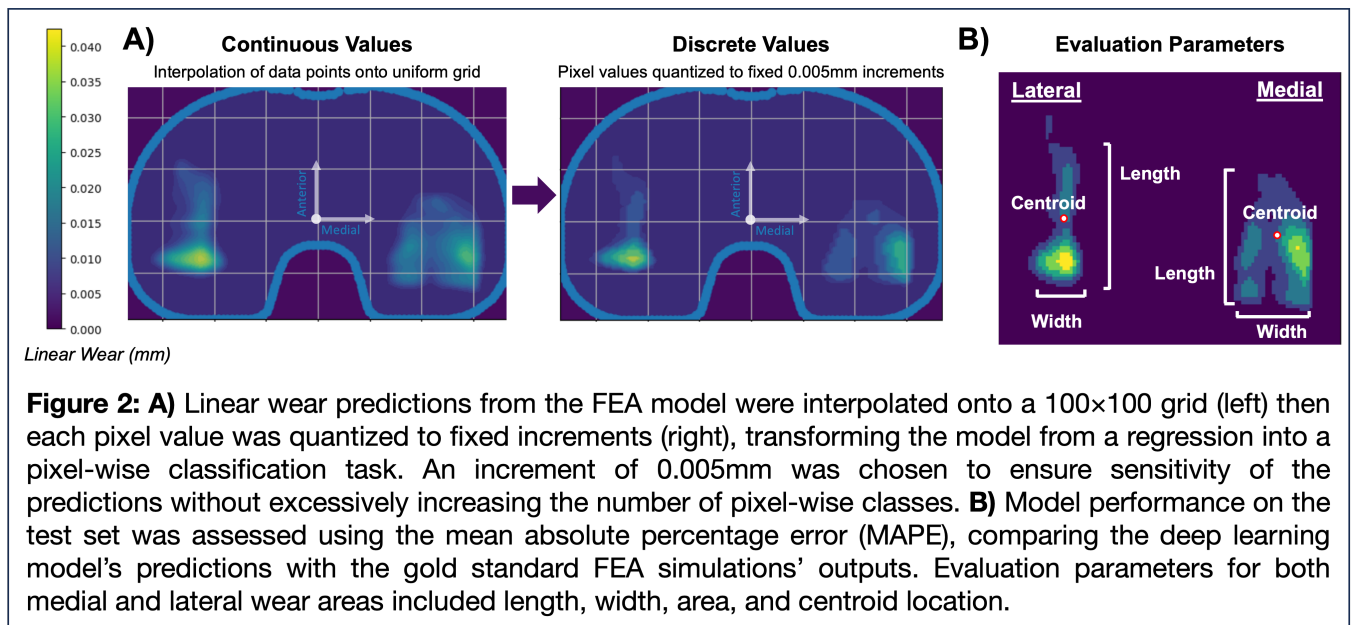 A)
Continuous Values
Interpolation of data points onto uniform grid
Discrete Values
Pixel values quantized to fixed 0.005mm increments
B)
Evaluation Parameters
0.040
0.035
0.030
0.025
0.020
0.015
0.010
0.005
0.000
Linear Wear (mm)
Anterior
Medial
Anterior
Medial
Lateral
Medial
Length
Centroid
Centroid
Length
Width
Width
Figure 2: A) Linear wear predictions from the FEA model were interpolated onto a 100×100 grid (left) then
each pixel value was quantized to fixed increments (right), transforming the model from a regression into a
pixel-wise classification task. An increment of 0.005mm was chosen to ensure sensitivity of the
predictions without excessively increasing the number of pixel-wise classes. B) Model performance on the
test set was assessed using the mean absolute percentage error (MAPE), comparing the deep learning
model’s predictions with the gold standard FEA simulations’ outputs. Evaluation parameters for both
medial and lateral wear areas included length, width, area, and centroid location.